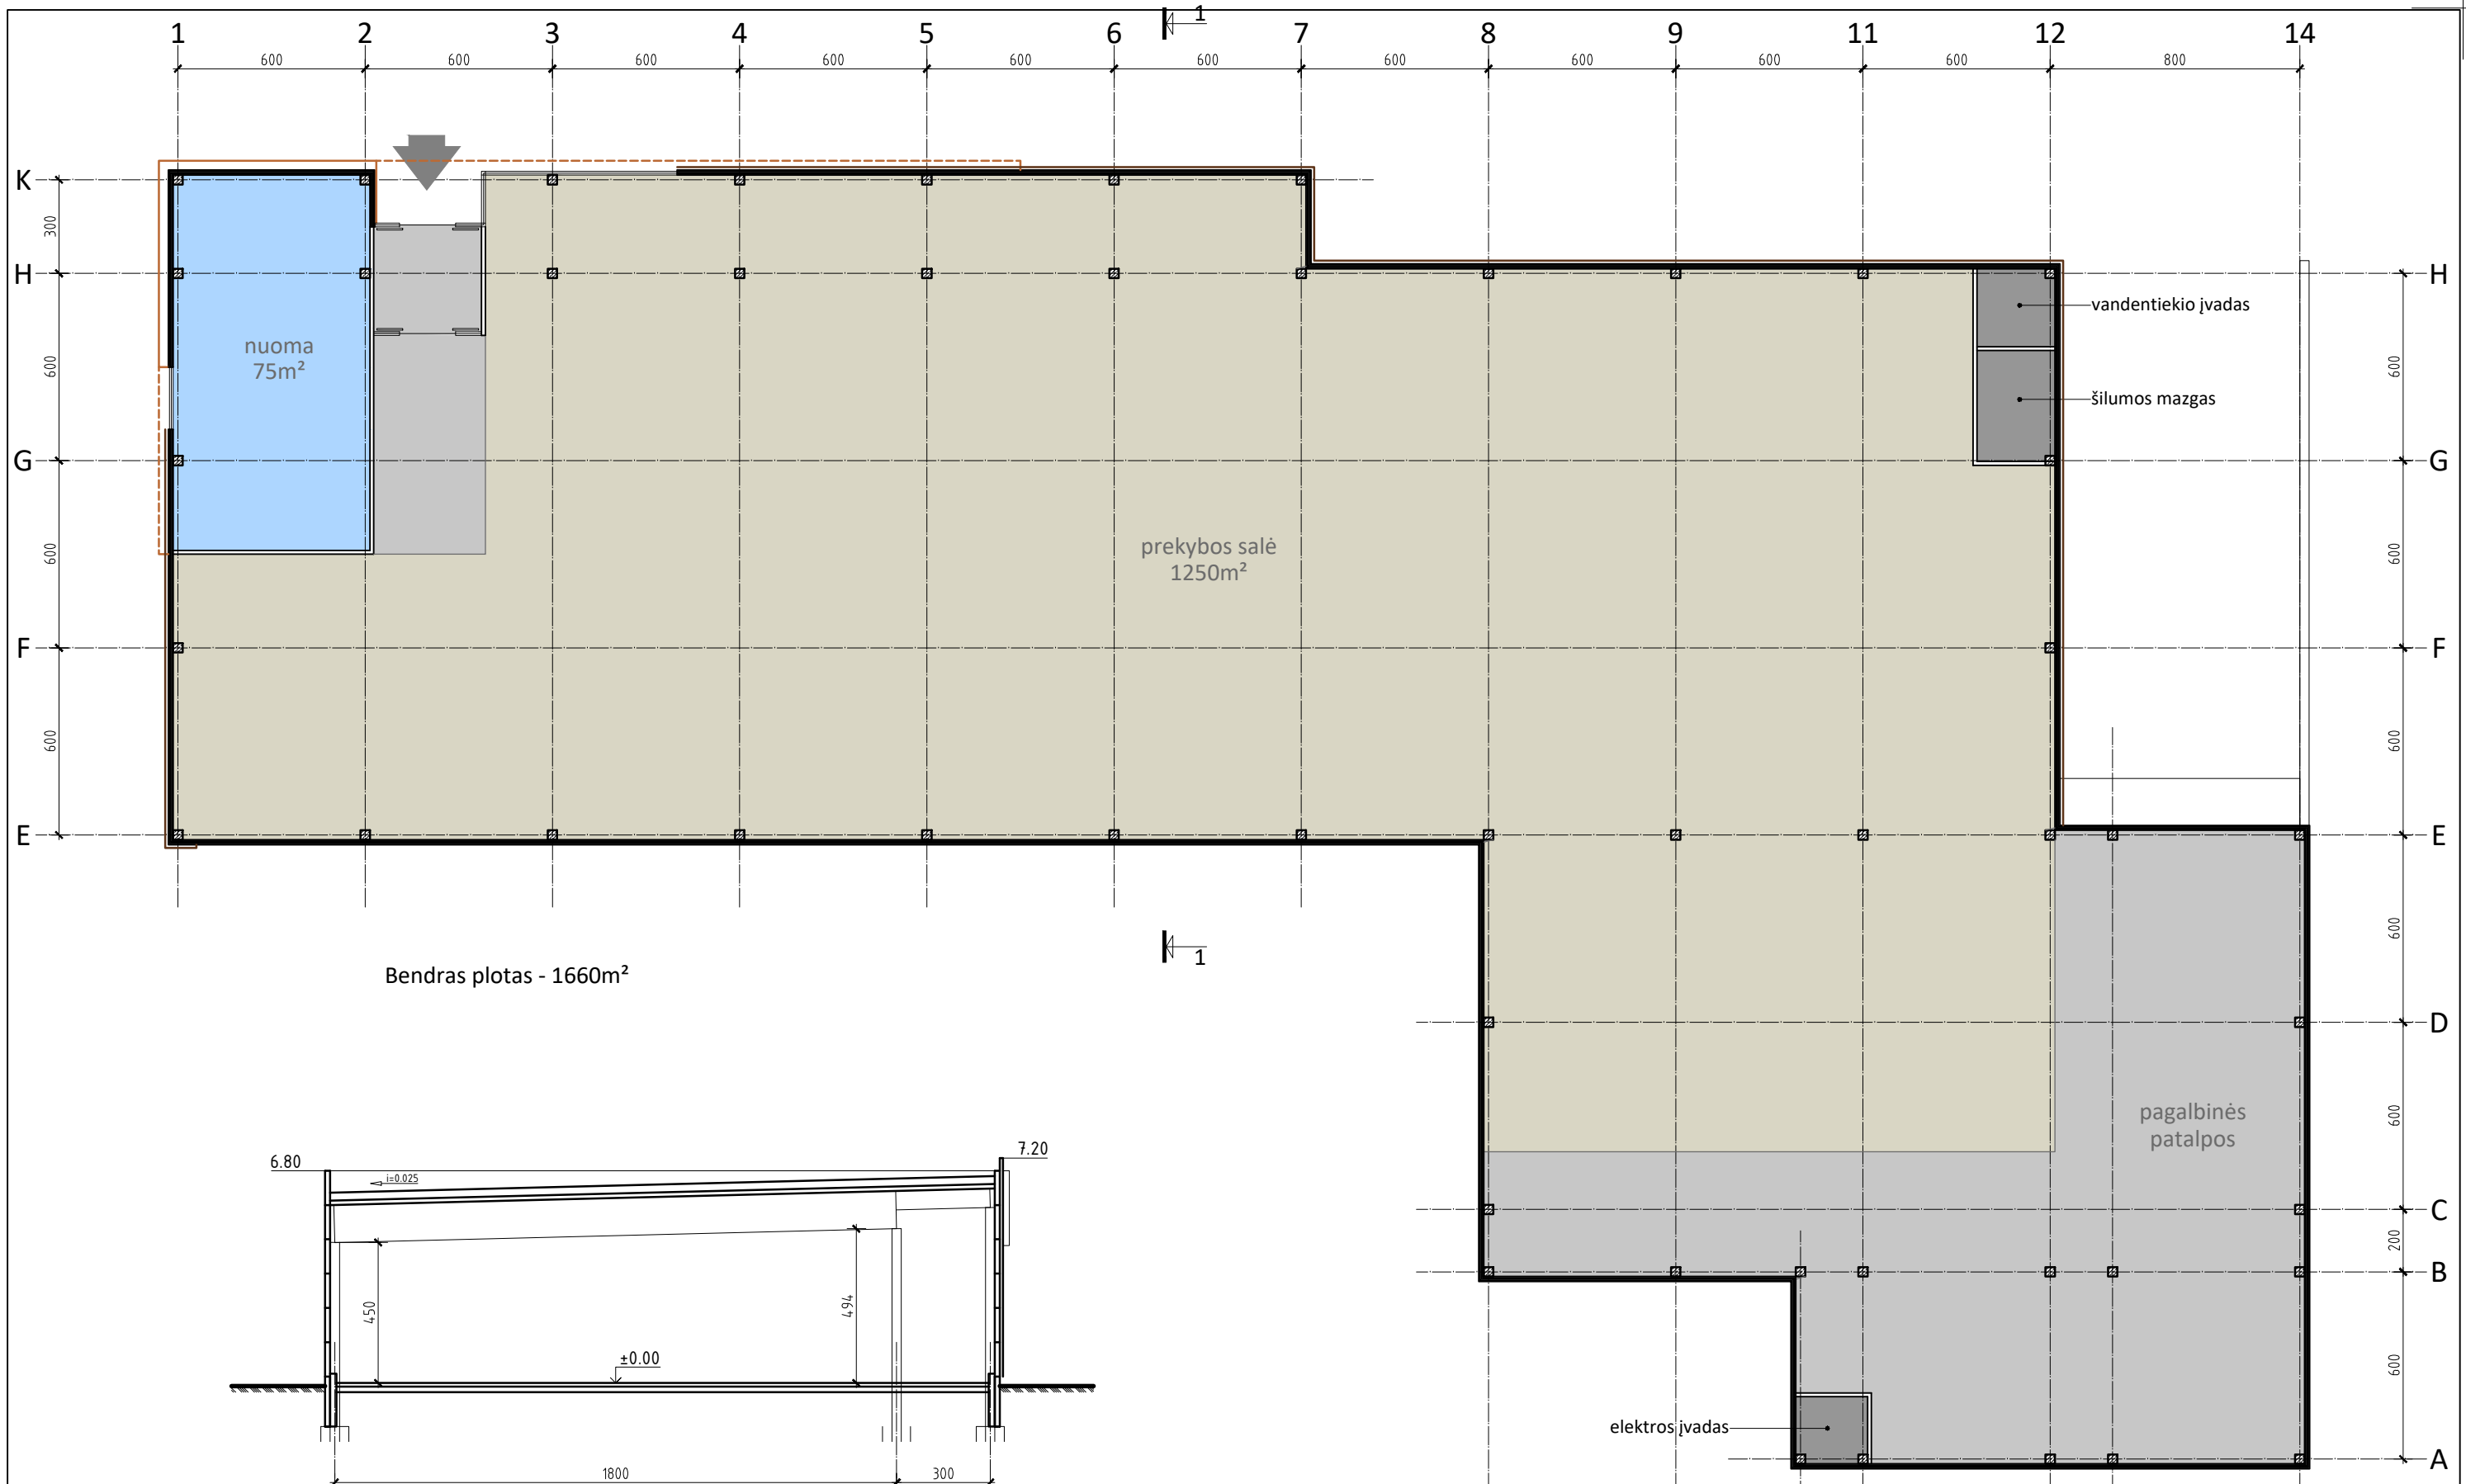 1
1 2 3 4 5 6 7 8 9 11 12 14
600 600 600 600 600 600 600 600 600 600 800
K
300
H H
vandentiekio įvadas
nuoma
75m²
600 600
šilumos mazgas
G G
prekybos salė
1250m²
600 600
F F
600 600
E E
600
1
Bendras plotas - 1660m²
D
pagalbinės
patalpos
600
C
200
B
6.80 7.20
i=0.025
450 494
±0.00
600
elektros įvadas
A
1800 300